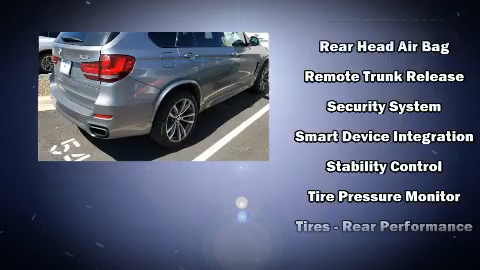 Rear Head Air Bag
Remote Trunk Release
Security System
Smart Device Integration
Stability Control
Tire Pressure Monitor
Tires - Rear Performance
54